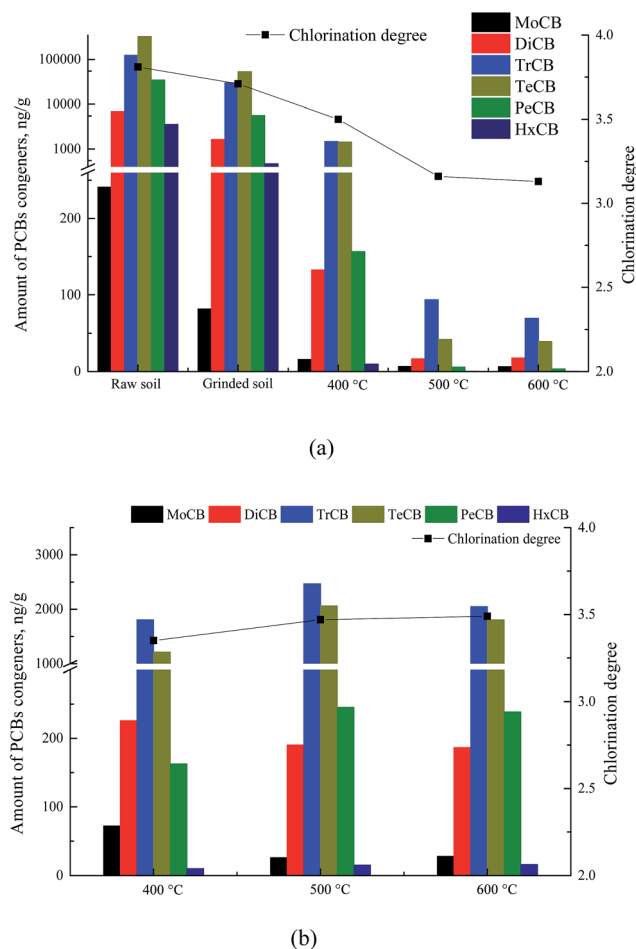 Chlorination degree
MoCB
DiCB
TrCB
TeCB
PeCB
HxCB
Amount of PCBs congeners, ng/g
100000
10000
1000
200
100
0
4.0
3.5
3.0
2.5
2.0
Chlorination degree
Raw soil Grinded soil 400 °C 500 °C 600 °C
(a)
MoCB DiCB TrCB TeCB PeCB HxCB
Chlorination degree
Amount of PCBs congeners, ng/g
3000
2000
1000
200
100
0
4.0
3.5
3.0
2.5
2.0
Chlorination degree
400 °C 500 °C 600 °C
(b)